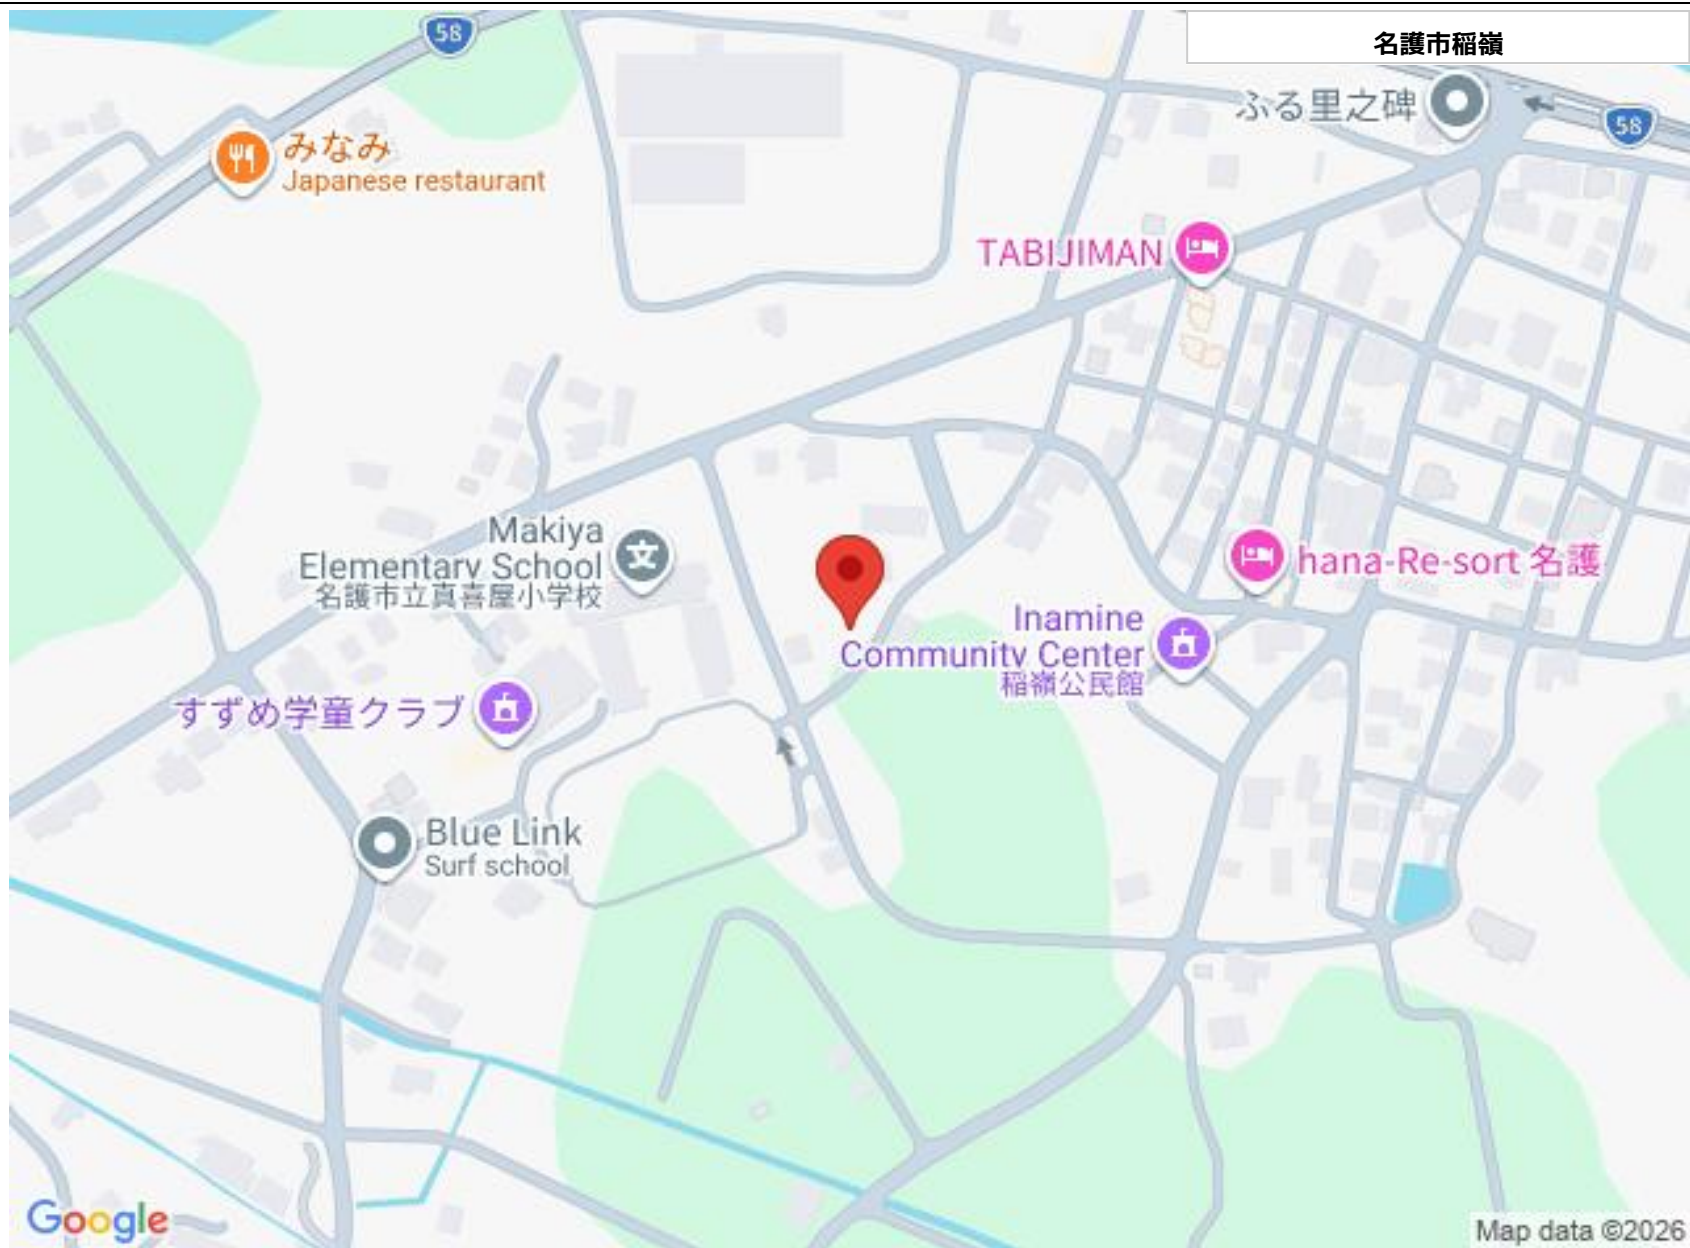 名護市稲嶺
58
ふる里之碑
58
みなみ
Japanese restaurant
TABIJIMAN
Makiya
Elementary School
名護市立真喜屋小学校
文
hana-Re-sort 名護
Inamine
Community Center
稲嶺公民館
すずめ学童クラブ
Blue Link
Surf school
Google
Map data ©2026